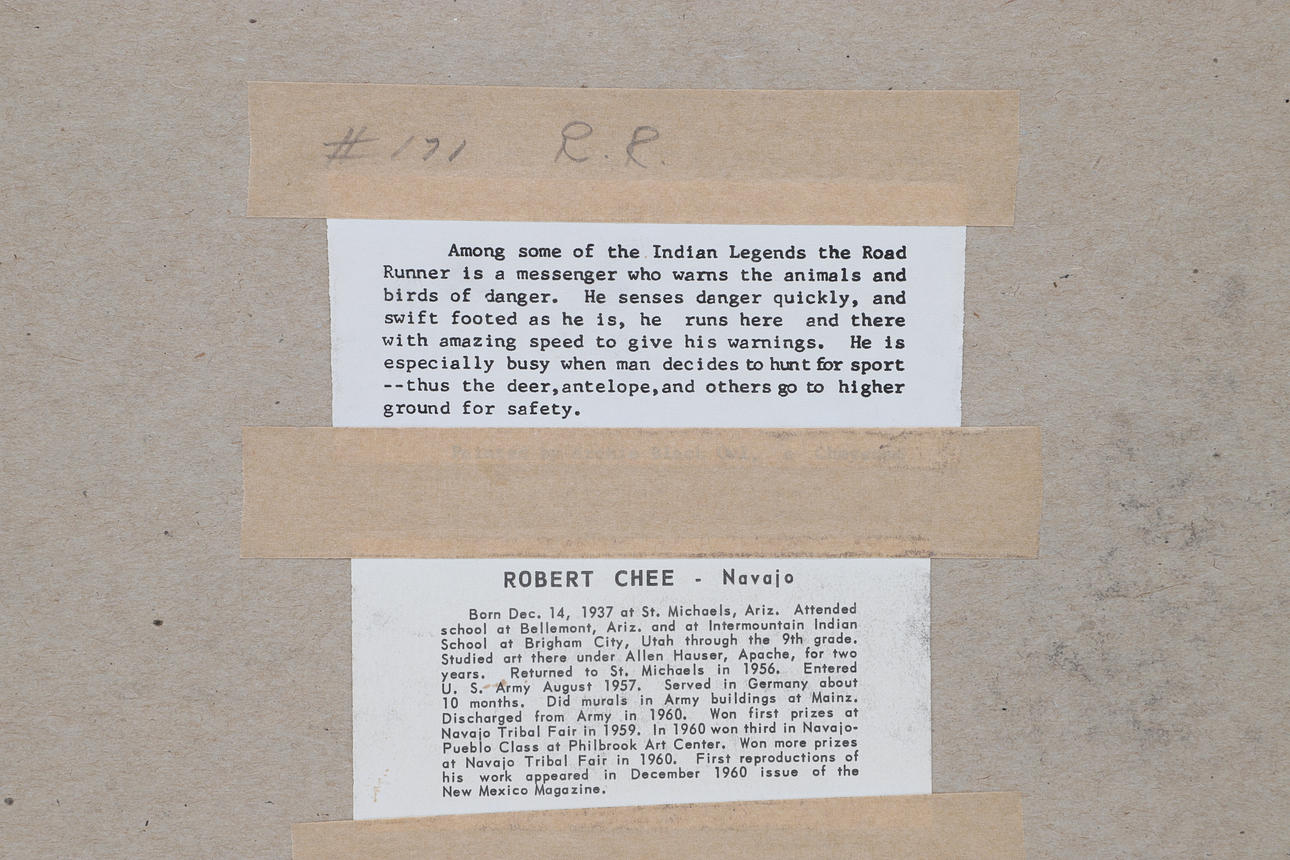 # 171 R. R.
Among some of the Indian Legends the Road
Runner is a messenger who warns the animals and
birds of danger. He senses danger quickly, and
swift footed as he is, he runs here and there
with amazing speed to give his warnings. He is
especially busy when man decides to hunt for sport
--thus the deer,antelope,and others go to higher
ground for safety.
ROBERT CHEE - Navajo
Born Dec. 14, 1937 at St. Michaels, Ariz. Attended
school at Bellemont, Ariz. and at Intermountain Indian
School at Brigham City, Utah through the 9th grade.
Studied art there under Allen Hauser, Apache, for two
years. Returned to St. Michaels in 1956. Entered
U. S. Army August 1957. Served in Germany about
10 months. Did murals in Army buildings at Mainz.
Discharged from Army in 1960. Won first prizes at
Navajo Tribal Fair in 1959. In 1960 won third in Navajo-
Pueblo Class at Philbrook Art Center. Won more prizes
at Navajo Tribal Fair in 1960. First reproductions of
his work appeared in December 1960 issue of the
New Mexico Magazine.